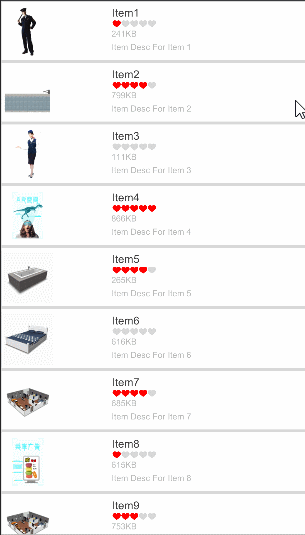 Item1
241KB
Item Desc For Item 1
Item2
799KB
Item Desc For Item 2
Item3
111KB
Item Desc For Item 3
Item4
866KB
Item Desc For Item 4
Item5
265KB
Item Desc For Item 5
Item6
516KB
Item Desc For Item 6
Item7
685KB
Item Desc For Item 7
Item8
615KB
Item Desc For Item 8
Item9
753KB